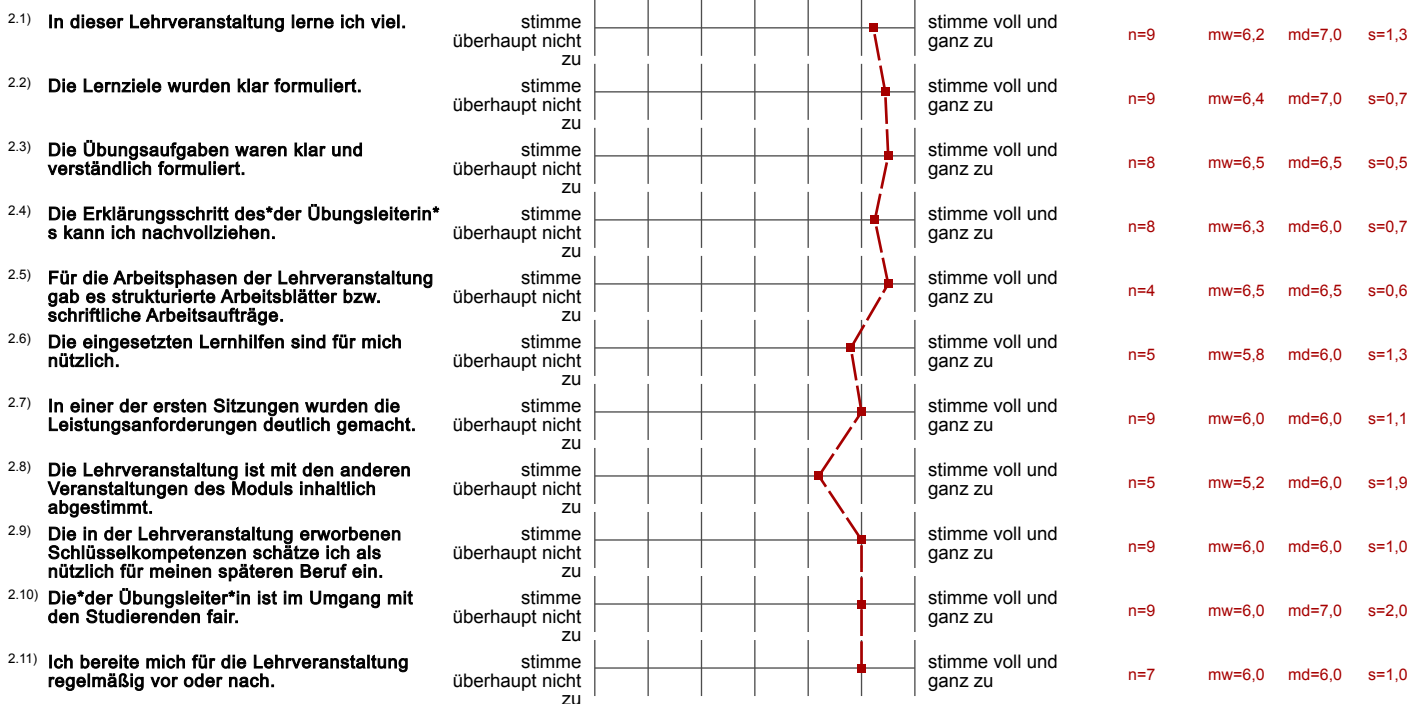 2.1) In dieser Lehrveranstaltung lerne ich viel. stimme überhaupt nicht zu stimme voll und ganz zu n=9 mw=6,2 md=7,0 s=1,3
2.2) Die Lernziele wurden klar formuliert. stimme überhaupt nicht zu stimme voll und ganz zu n=9 mw=6,4 md=7,0 s=0,7
2.3) Die Übungsaufgaben waren klar und
verständlich formuliert. stimme überhaupt nicht zu stimme voll und ganz zu n=8 mw=6,5 md=6,5 s=0,5
2.4) Die Erklärungsschritt des*der Übungsleiterin*
s kann ich nachvollziehen. stimme überhaupt nicht zu stimme voll und ganz zu n=8 mw=6,3 md=6,0 s=0,7
2.5) Für die Arbeitsphasen der Lehrveranstaltung
gab es strukturierte Arbeitsblätter bzw.
schriftliche Arbeitsaufträge. stimme überhaupt nicht zu stimme voll und ganz zu n=4 mw=6,5 md=6,5 s=0,6
2.6) Die eingesetzten Lernhilfen sind für mich
nützlich. stimme überhaupt nicht zu stimme voll und ganz zu n=5 mw=5,8 md=6,0 s=1,3
2.7) In einer der ersten Sitzungen wurden die
Leistungsanforderungen deutlich gemacht. stimme überhaupt nicht zu stimme voll und ganz zu n=9 mw=6,0 md=6,0 s=1,1
2.8) Die Lehrveranstaltung ist mit den anderen
Veranstaltungen des Moduls inhaltlich
abgestimmt. stimme überhaupt nicht zu stimme voll und ganz zu n=5 mw=5,2 md=6,0 s=1,9
2.9) Die in der Lehrveranstaltung erworbenen
Schlüsselkompetenzen schätze ich als
nützlich für meinen späteren Beruf ein. stimme überhaupt nicht zu stimme voll und ganz zu n=9 mw=6,0 md=6,0 s=1,0
2.10) Die*der Übungsleiter*in ist im Umgang mit
den Studierenden fair. stimme überhaupt nicht zu stimme voll und ganz zu n=9 mw=6,0 md=7,0 s=2,0
2.11) Ich bereite mich für die Lehrveranstaltung
regelmäßig vor oder nach. stimme überhaupt nicht zu stimme voll und ganz zu n=7 mw=6,0 md=6,0 s=1,0